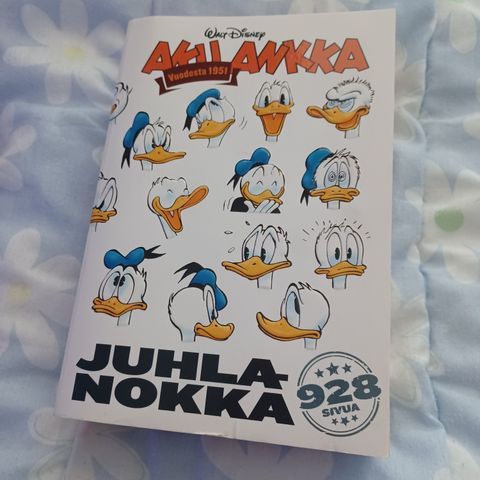 Walt Disney
AKU ANKKA
Vuodesta 1951
JUHLA-
NOKKA
928
SIVUA